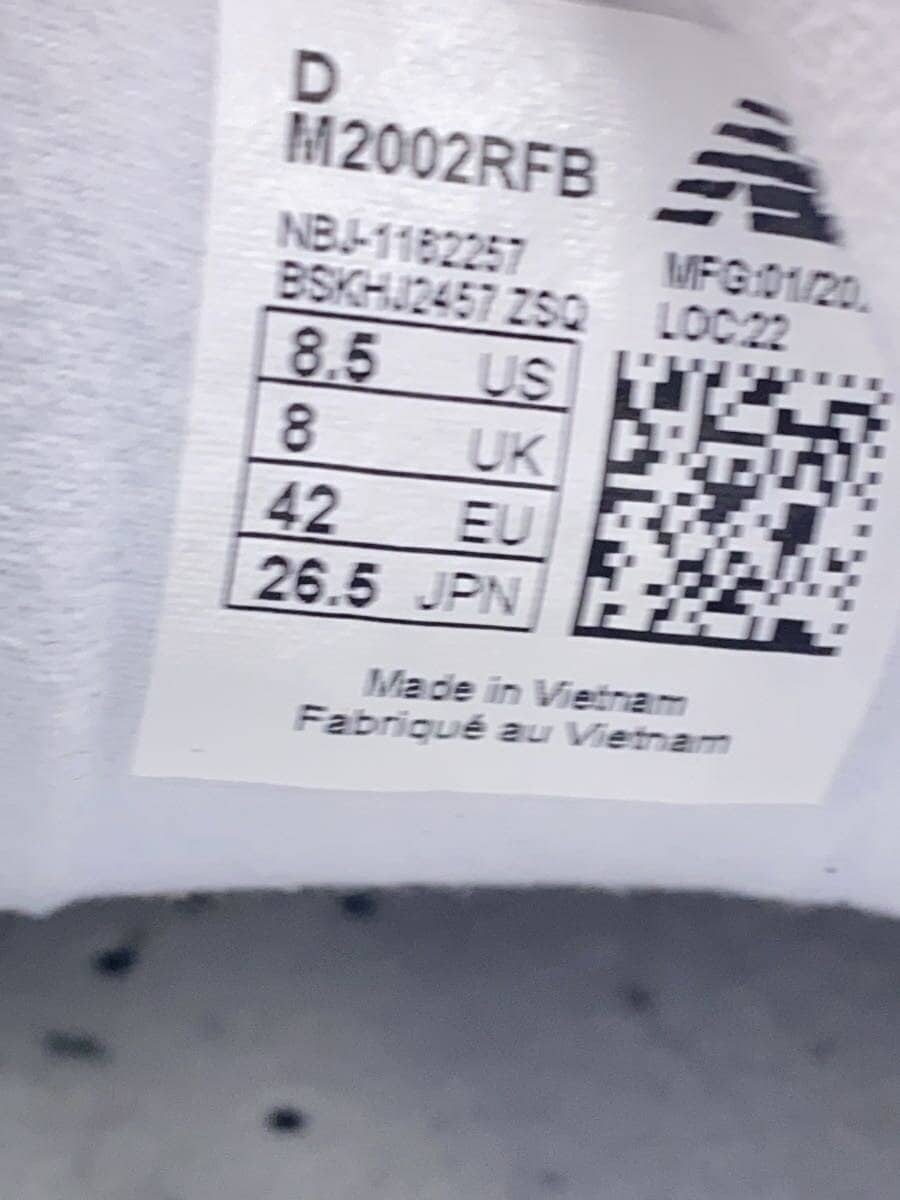 D
M2002RFB
NBJ-1162257
BSKHJ2457 ZSQ
MFG:01/20
LOC:22
8.5 US
8 UK
42 EU
26.5 JPN
Made in Vietnam
Fabriqué au Vietnam